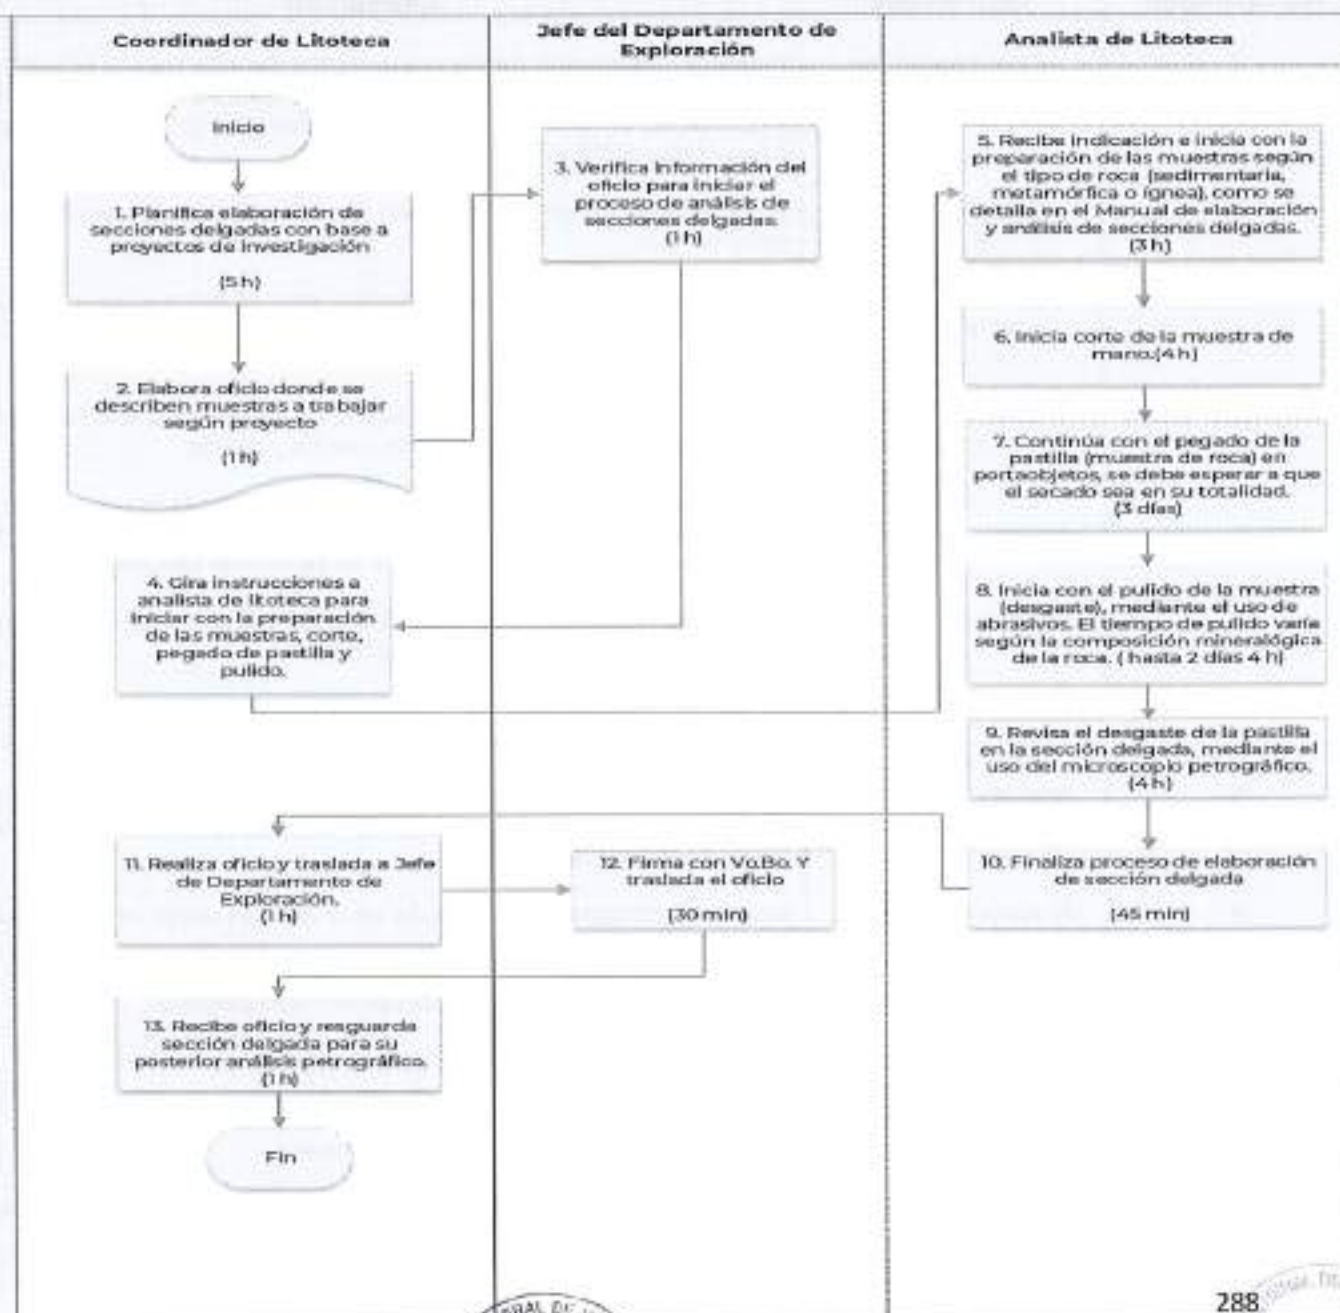 Coordinador de Litoteca
Jefe del Departamento de
Exploración
Analista de Litoteca
Inicio
1. Planifica elaboración de
secciones delgadas con base a
proyectos de investigación
(5 h)
2. Elabora oficio donde se
describen muestras a trabajar
según proyecto
(1 h)
3. Verifica información del
oficio para iniciar el
proceso de análisis de
secciones delgadas.
(1 h)
4. Gira instrucciones a
analista de litoteca para
iniciar con la preparación
de las muestras, corte,
pegado de pastilla y
pulido.
5. Recibe indicación e inicia con la
preparación de las muestras según
el tipo de roca (sedimentaria,
metamórfica o ígnea), como se
detalla en el Manual de elaboración
y análisis de secciones delgadas.
(3 h)
6. Inicia corte de la muestra de
mano.(4 h)
7. Continúa con el pegado de la
pastilla (muestra de roca) en
portaobjetos, se debe esperar a que
el secado sea en su totalidad.
(3 días)
8. Inicia con el pulido de la muestra
(desgaste), mediante el uso de
abrasivos. El tiempo de pulido varía
según la composición mineralógica
de la roca. ( hasta 2 días 4 h)
9. Revisa el desgaste de la pastilla
en la sección delgada, mediante el
uso del microscopio petrográfico.
(4 h)
10. Finaliza proceso de elaboración
de sección delgada
(45 min)
11. Realiza oficio y traslada a Jefe
de Departamento de
Exploración.
(1 h)
12. Firma con Vo.Bo. Y
traslada el oficio
(30 min)
13. Recibe oficio y resguarda
sección delgada para su
posterior análisis petrográfico.
(1 h)
Fin
288